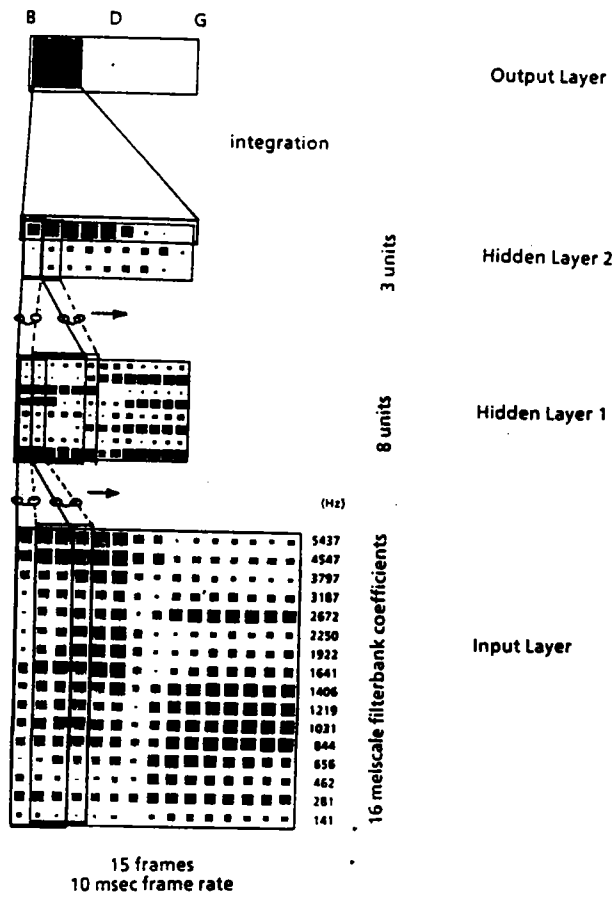 B D G
Output Layer
integration
3 units
Hidden Layer 2
8 units
Hidden Layer 1
(Hz)
5437
4547
3797
3187
2672
2250
1922
1641
1406
1219
1031
844
656
462
281
141
16 melscale filterbank coefficients
Input Layer
15 frames
10 msec frame rate